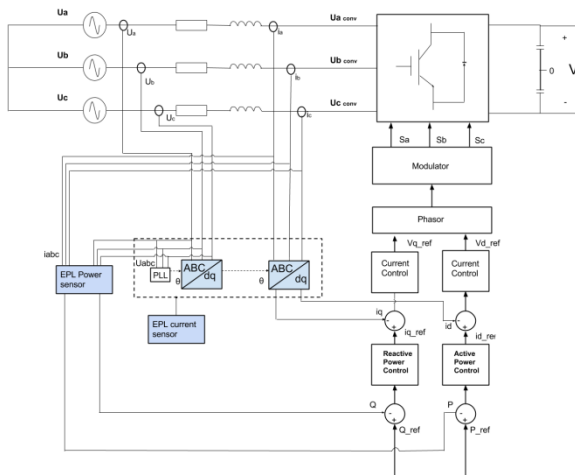 Ua
Ua
Ia
Ua conv
+
Ub
Ub
Ib
Ub conv
0
V
Uc
Uc
Ic
Uc conv
-
Sa
Sb
Sc
Modulator
Phasor
Vq_ref
Vd_ref
iabc
Uabc
EPL Power
sensor
PLL
θ
ABC
dq
θ
ABC
dq
Current
Control
Current
Control
EPL current
sensor
iq
-
id
-
iq_ref
id_re
Reactive
Power
Control
Active
Power
Control
Q
-
P
-
Q_ref
P_ref